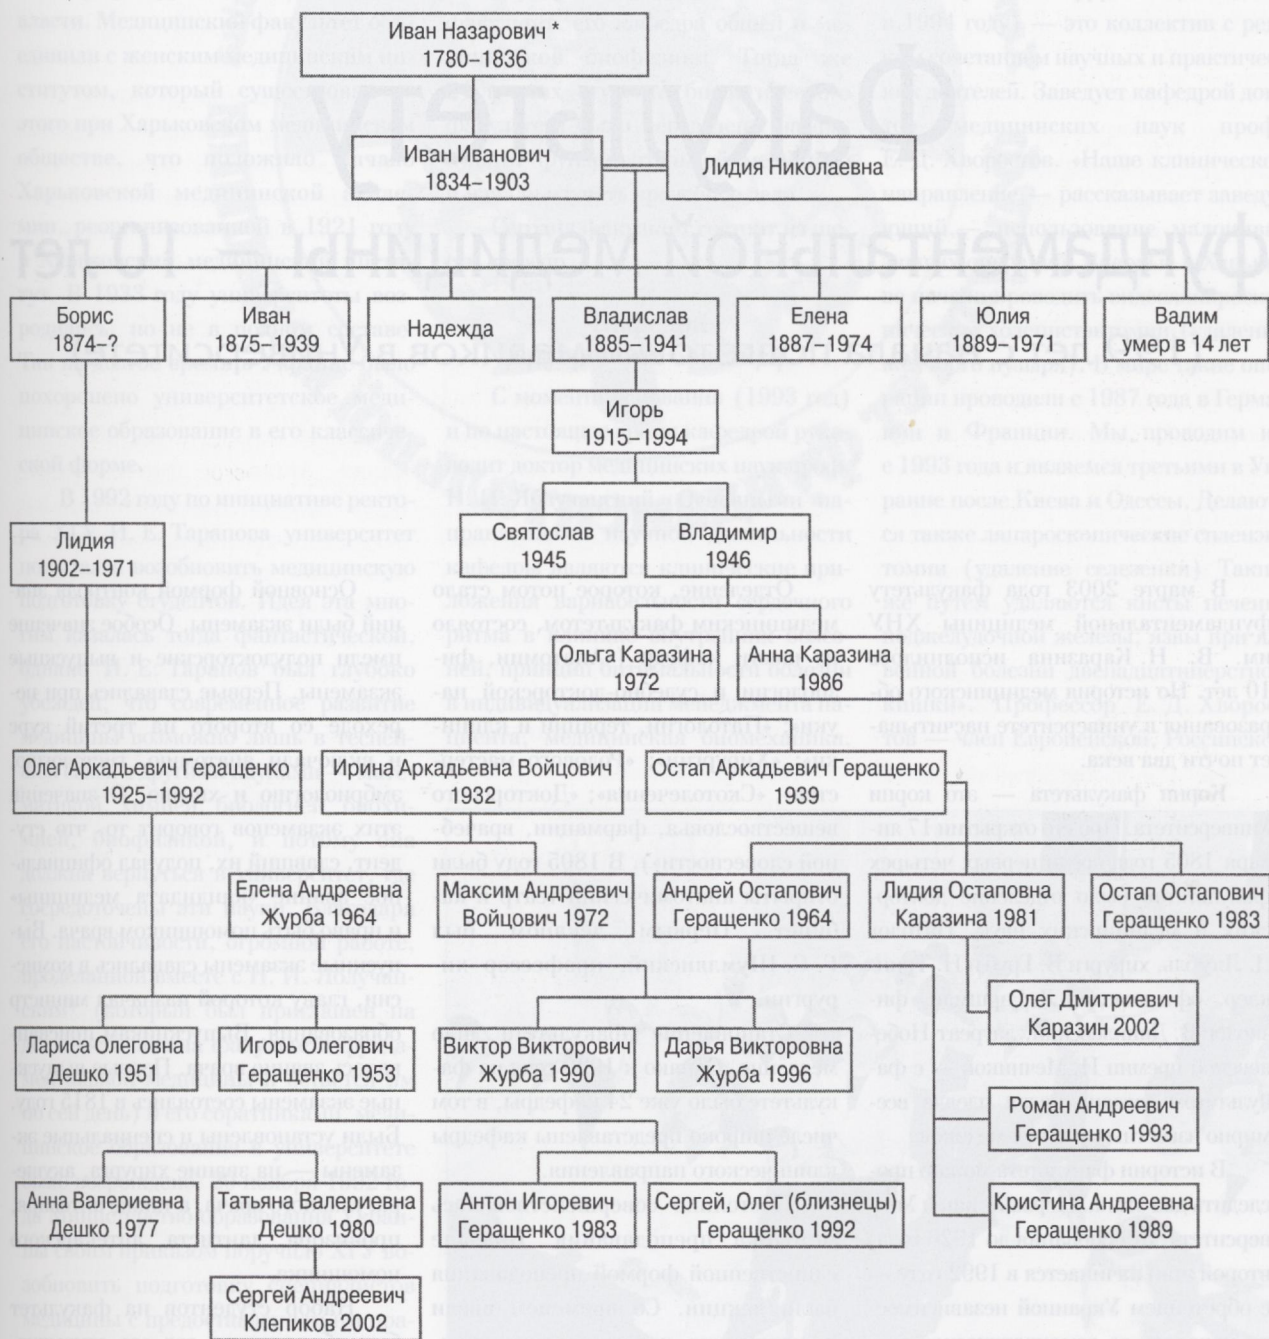 Иван Назарович *
1780–1836
Иван Иванович
1834–1903
Лидия Николаевна
Борис
1874–?
Иван
1875–1939
Надежда
Владислав
1885–1941
Елена
1887–1974
Юлия
1889–1971
Вадим
умер в 14 лет
Игорь
1915–1994
Святослав
1945
Владимир
1946
Лидия
1902–1971
Ольга Каразина
1972
Анна Каразина
1986
Олег Аркадьевич Геращенко
1925–1992
Ирина Аркадьевна Войцович
1932
Остап Аркадьевич Геращенко
1939
Елена Андреевна
Журба 1964
Максим Андреевич
Войцович 1972
Андрей Остапович
Геращенко 1964
Лидия Остаповна
Каразина 1981
Остап Остапович
Геращенко 1983
Олег Дмитриевич
Каразин 2002
Лариса Олеговна
Дешко 1951
Игорь Олегович
Геращенко 1953
Виктор Викторович
Журба 1990
Дарья Викторовна
Журба 1996
Роман Андреевич
Геращенко 1993
Анна Валериевна
Дешко 1977
Татьяна Валериевна
Дешко 1980
Антон Игоревич
Геращенко 1983
Сергей, Олег (близнецы)
Геращенко 1992
Кристина Андреевна
Геращенко 1989
Сергей Андреевич
Клепиков 2002